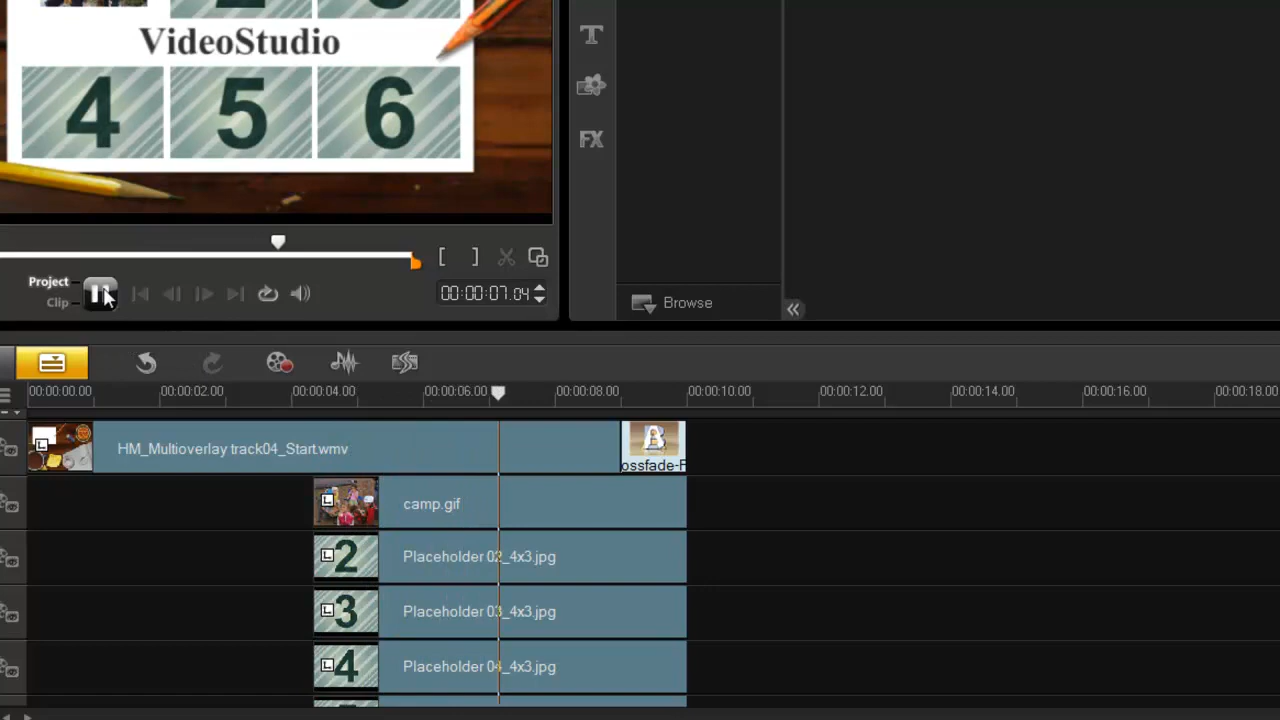 VideoStudio
4 5 6
T
FX
[ ]
Project
Clip
00:00:07.04
Browse
00:00:00.00 00:00:02.00 00:00:04.00 00:00:06.00 00:00:08.00 00:00:10.00 00:00:12.00 00:00:14.00 00:00:16.00 00:00:18.00
HM_Multioverlay track04_Start.wmv
B
ossfade-F
camp.gif
2 Placeholder 02_4x3.jpg
3 Placeholder 03_4x3.jpg
4 Placeholder 04_4x3.jpg